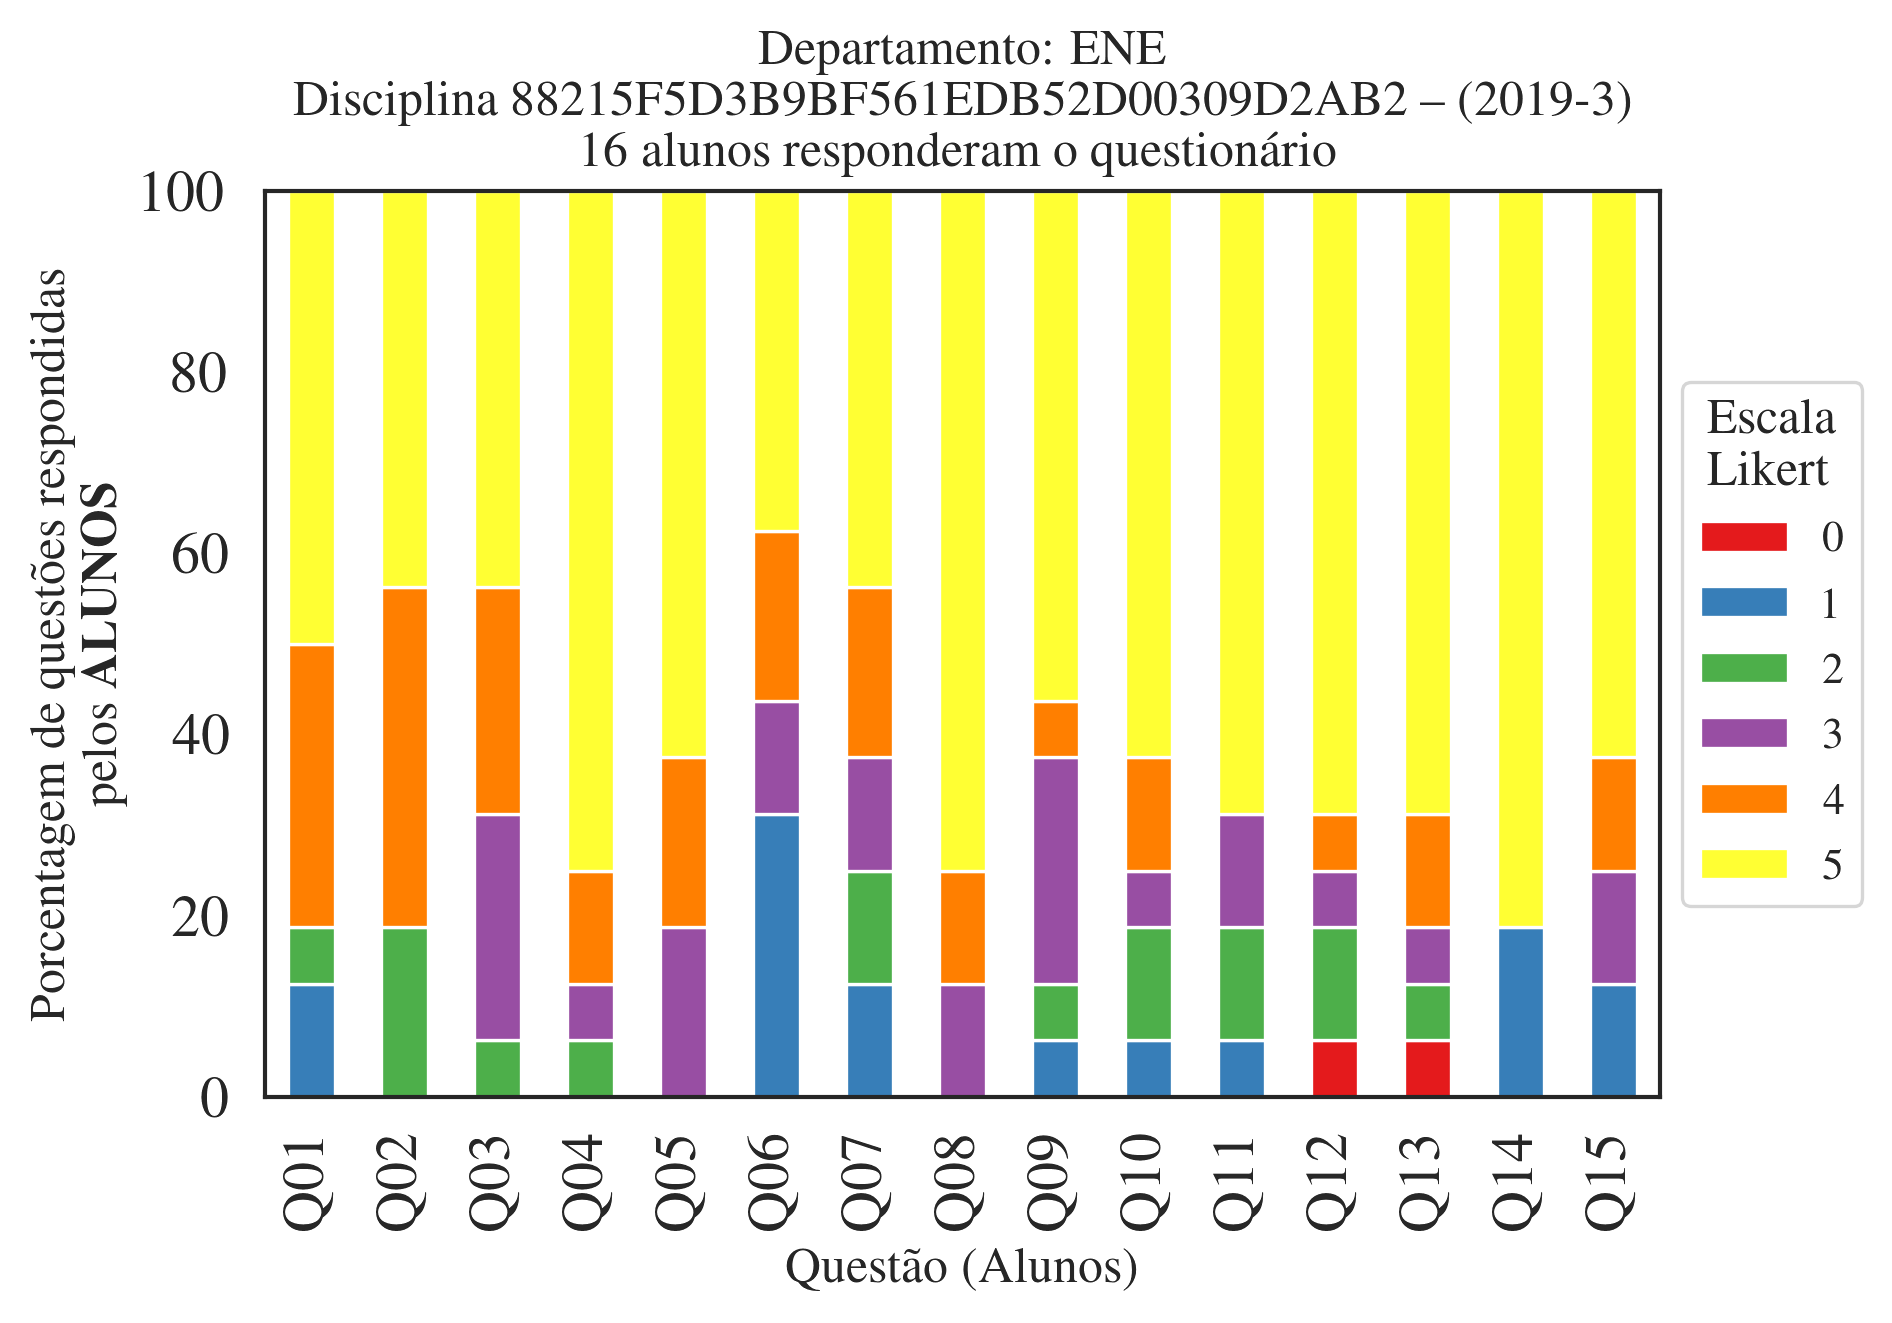 Departamento: ENE
Disciplina 88215F5D3B9BF561EDB52D00309D2AB2 – (2019-3)
16 alunos responderam o questionário
Porcentagem de questões respondidas
pelos ALUNOS
100
80
60
40
20
0
Q01
Q02
Q03
Q04
Q05
Q06
Q07
Q08
Q09
Q10
Q11
Q12
Q13
Q14
Q15
Questão (Alunos)
Escala
Likert
0
1
2
3
4
5